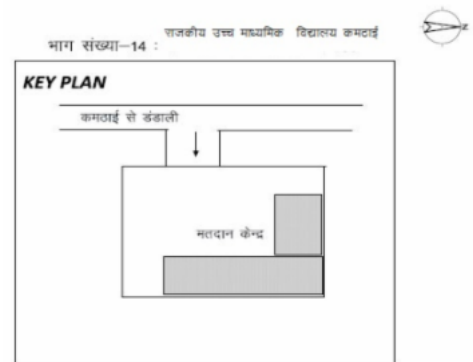 राजकीय उच्च माध्यमिक विद्यालय कमठाई
भाग संख्या–14 :
N
KEY PLAN
कमठाई से डंडाली
मतदान केन्द्र